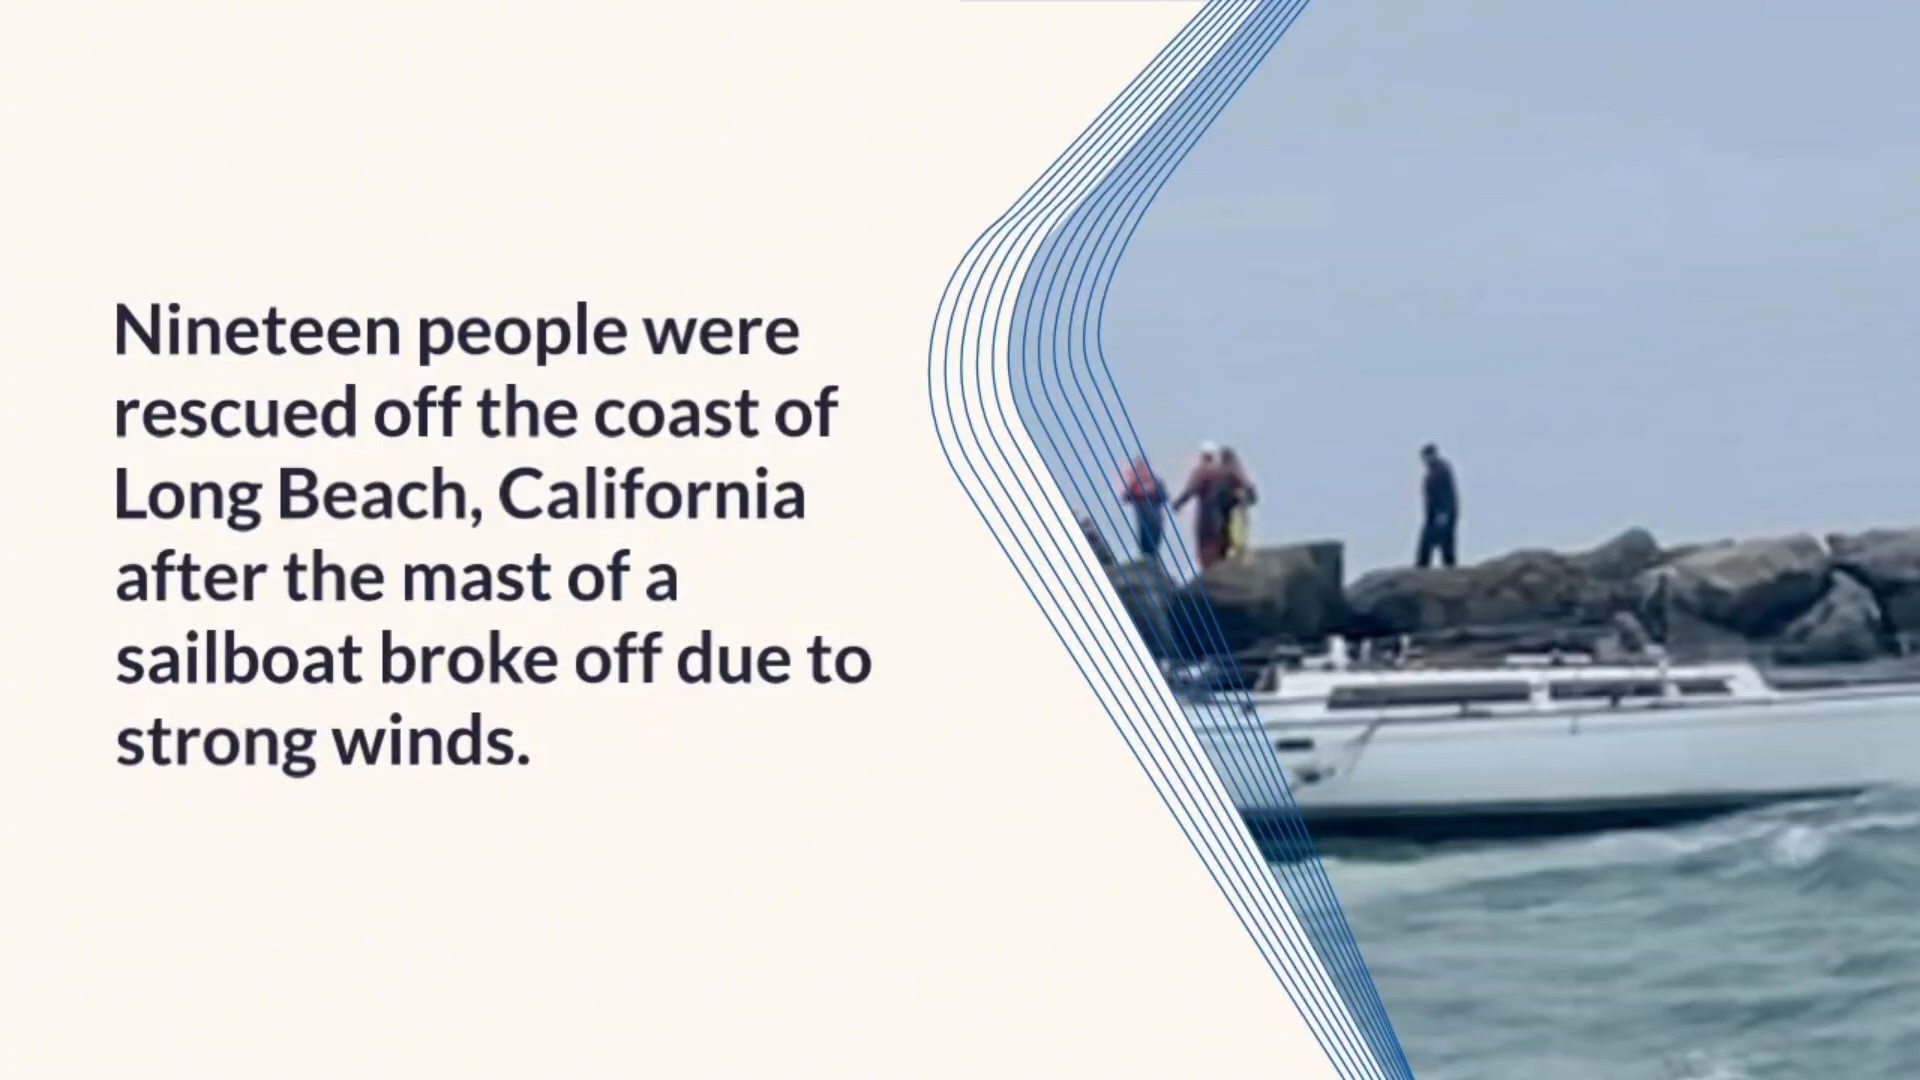 Nineteen people were
rescued off the coast of
Long Beach, California
after the mast of a
sailboat broke off due to
strong winds.